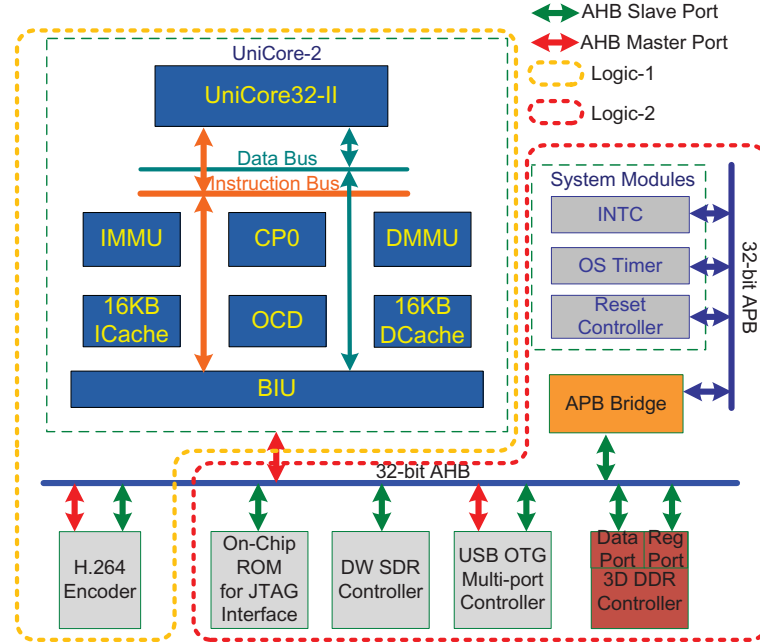 AHB Slave Port
AHB Master Port
Logic-1
Logic-2
UniCore-2
UniCore32-II
Data Bus
Instruction Bus
IMMU
CP0
DMMU
16KB
ICache
OCD
16KB
DCache
BIU
System Modules
INTC
OS Timer
Reset
Controller
32-bit APB
APB Bridge
32-bit AHB
H.264
Encoder
On-Chip
ROM
for JTAG
Interface
DW SDR
Controller
USB OTG
Multi-port
Controller
Data
Port
Reg
Port
3D DDR
Controller